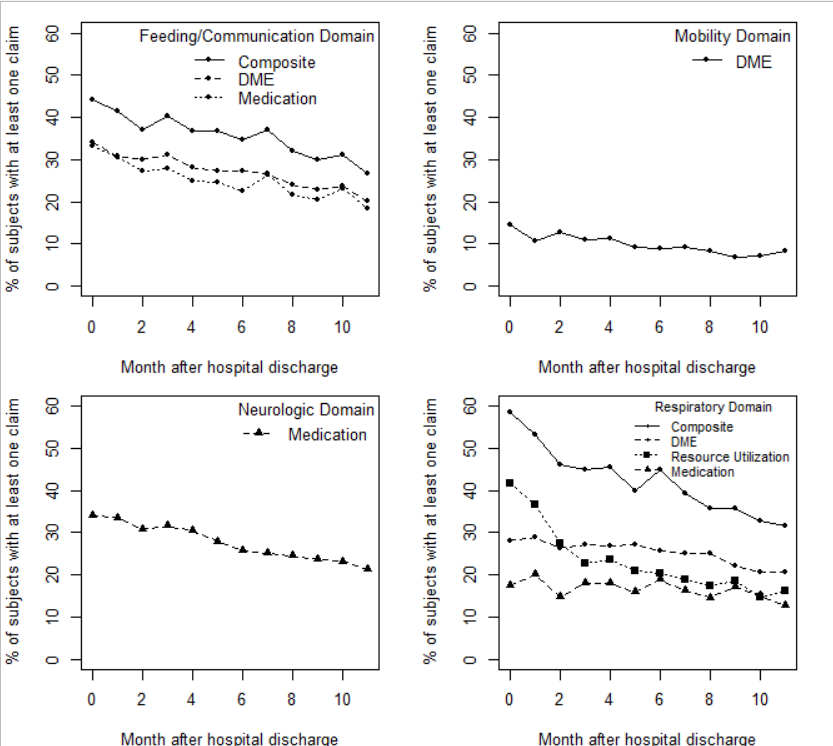 Feeding/Communication Domain
Composite
DME
Medication
% of subjects with at least one claim
60
50
40
30
20
10
0
0 2 4 6 8 10
Month after hospital discharge
Mobility Domain
DME
% of subjects with at least one claim
60
50
40
30
20
10
0
0 2 4 6 8 10
Month after hospital discharge
Neurologic Domain
Medication
% of subjects with at least one claim
60
50
40
30
20
10
0
0 2 4 6 8 10
Month after hospital discharge
Respiratory Domain
Composite
DME
Resource Utilization
Medication
% of subjects with at least one claim
60
50
40
30
20
10
0
0 2 4 6 8 10
Month after hospital discharge